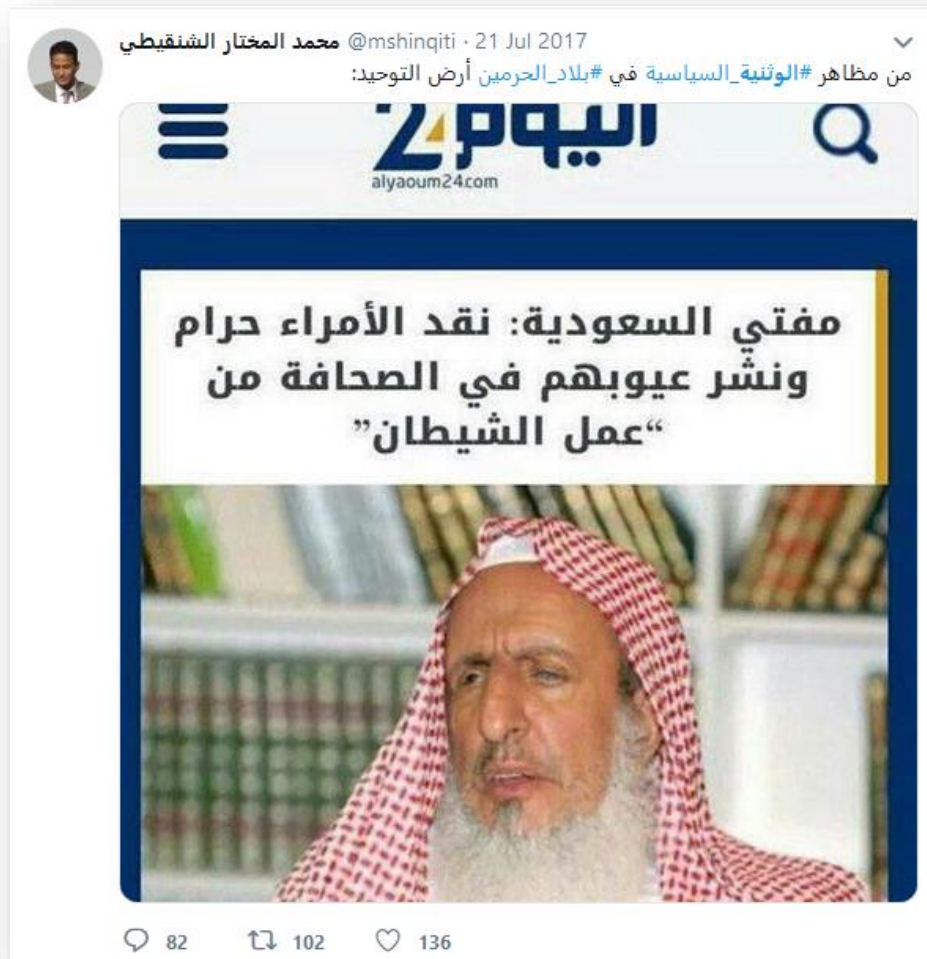 محمد المختار الشنقيطي @mshinqiti · 21 Jul 2017
من مظاهر #الوثنية_السياسية في #بلاد_الحرمين أرض التوحيد:
اليوم24
alyaoum24.com
مفتي السعودية: نقد الأمراء حرام
ونشر عيوبهم في الصحافة من
“عمل الشيطان”
82 102 136